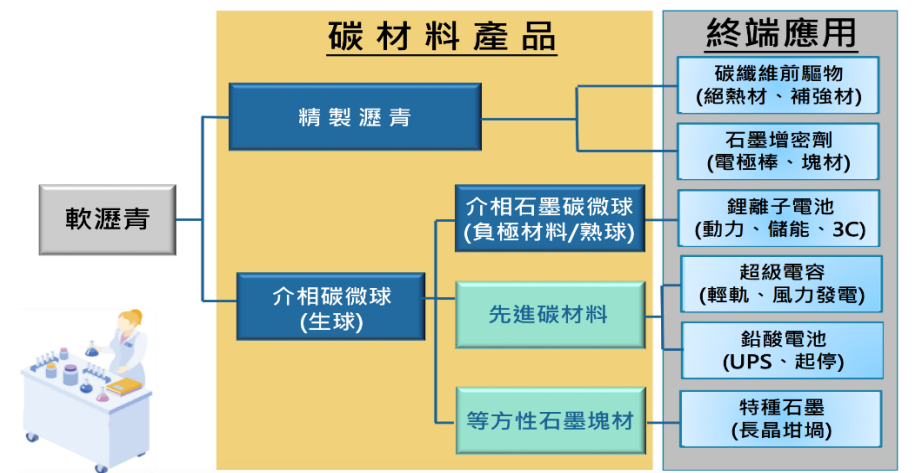 碳材料產品
終端應用
軟瀝青
精製瀝青
介相碳微球
(生球)
介相石墨碳微球
(負極材料/熟球)
先進碳材料
等方性石墨塊材
碳纖維前驅物
(絕熱材、補強材)
石墨增密劑
(電極棒、塊材)
鋰離子電池
(動力、儲能、3C)
超級電容
(輕軌、風力發電)
鉛酸電池
(UPS、起停)
特種石墨
(長晶坩堝)